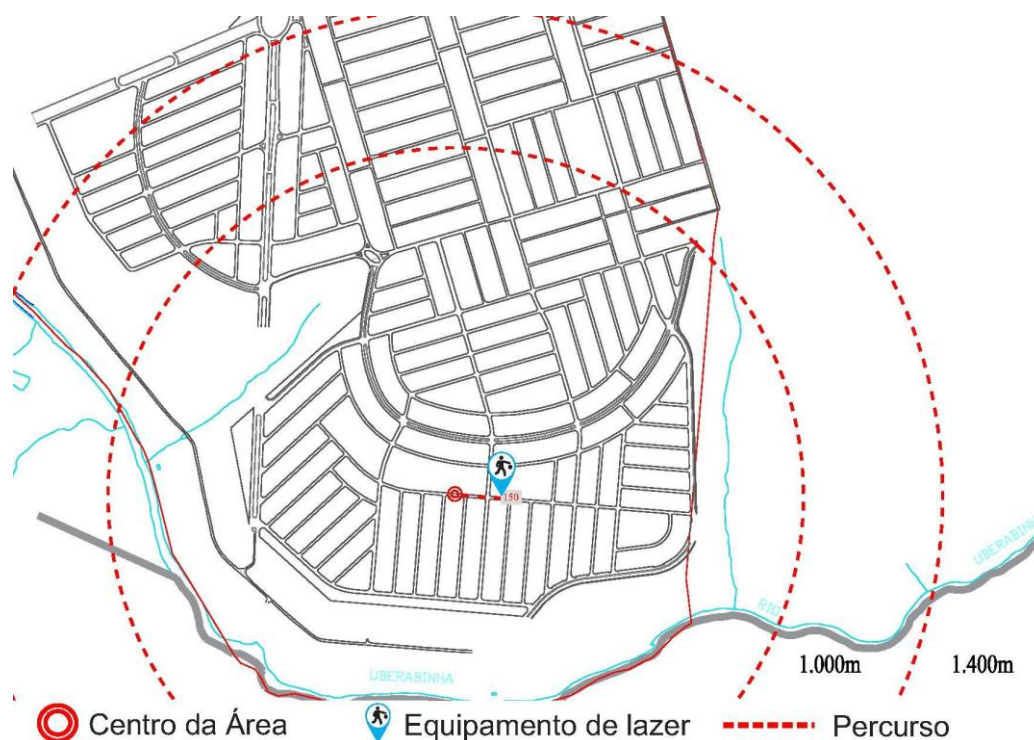 150
RIO
UBERABINHA
UBERABINHA
1.000m
1.400m
Centro da Área
Equipamento de lazer
Percurso